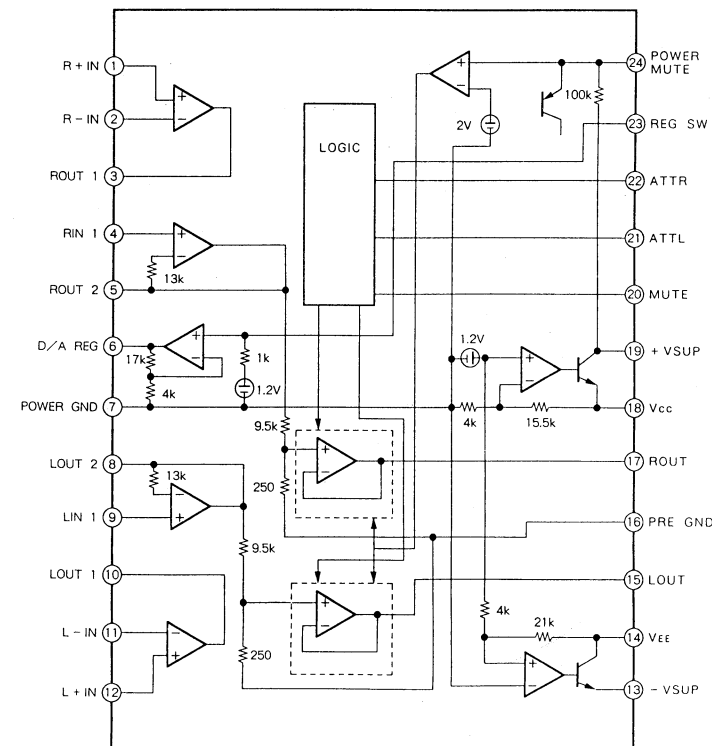 R + IN 1
R − IN 2
ROUT 1 3
RIN 1 4
ROUT 2 5
D/A REG 6
POWER GND 7
LOUT 2 8
LIN 1 9
LOUT 1 10
L − IN 11
L + IN 12
+
−
+
−
13k
+
−
17k
4k
1k
1.2V
13k
−
+
−
+
LOGIC
9.5k
250
+
−
9.5k
250
+
−
+
−
2V
100k
1.2V
+
−
4k
15.5k
4k
21k
+
−
24 POWER
MUTE
23 REG SW
22 ATTR
21 ATTL
20 MUTE
19 + VSUP
18 Vcc
17 ROUT
16 PRE GND
15 LOUT
14 VEE
13 − VSUP